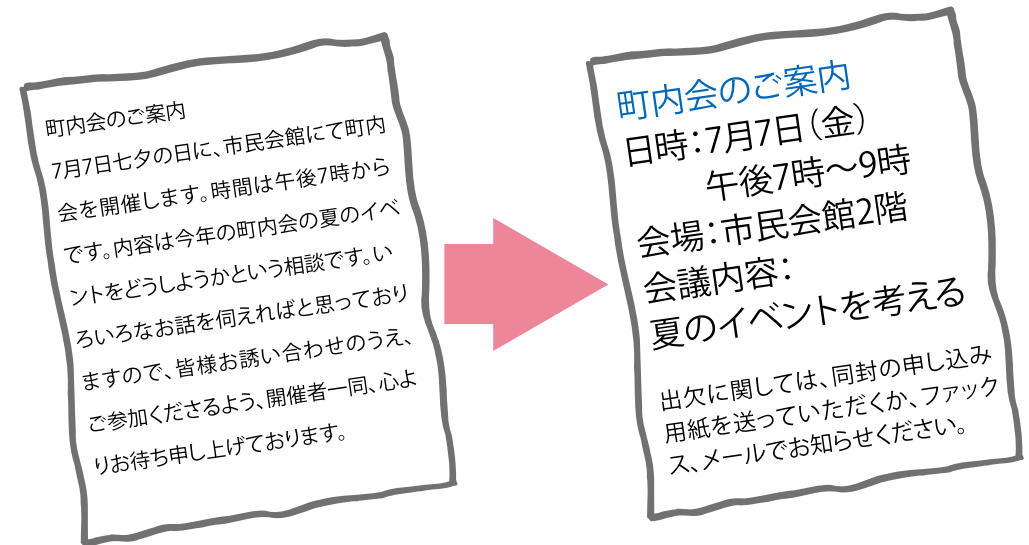 町内会のご案内
7月7日七夕の日に、市民会館にて町内
会を開催します。時間は午後7時から
です。内容は今年の町内会の夏のイベ
ントをどうしようかという相談です。い
ろいろなお話を伺えればと思っており
ますので、皆様お誘い合わせのうえ、
ご参加くださるよう、開催者一同、心よ
りお待ち申し上げております。
町内会のご案内
日時：7月7日（金）
午後7時～9時
会場：市民会館2階
会議内容：
夏のイベントを考える
出欠に関しては、同封の申し込み
用紙を送っていただくか、ファック
ス、メールでお知らせください。